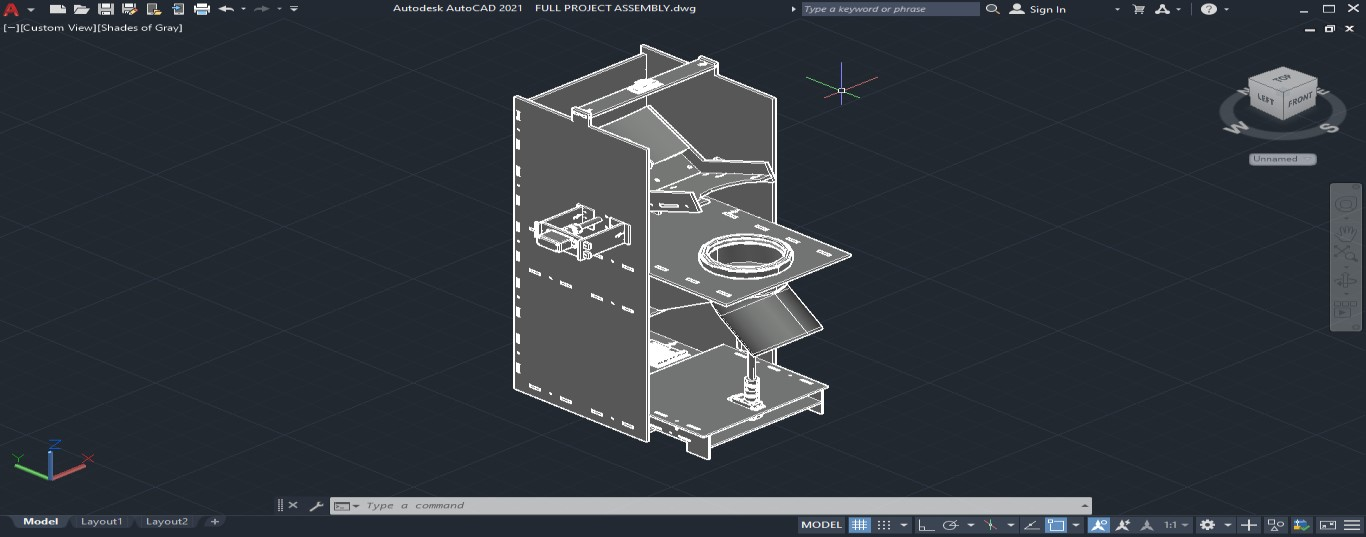 Autodesk AutoCAD 2021 FULL PROJECT ASSEMBLY.dwg
Type a keyword or phrase
Sign In
[−][Custom View][Shades of Gray]
TOP
LEFT
FRONT
W
S
Unnamed
Z
Y
X
Type a command
Model
Layout1
Layout2
MODEL
1:1